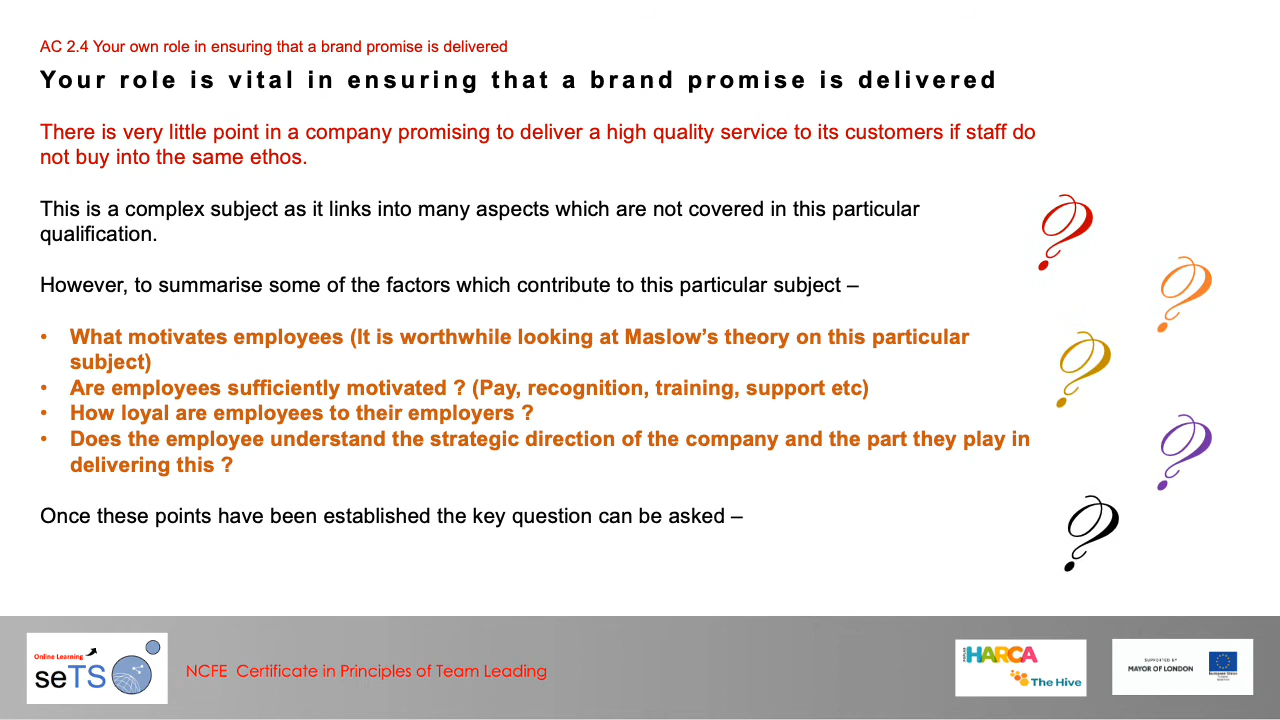 AC 2.4 Your own role in ensuring that a brand promise is delivered
Your role is vital in ensuring that a brand promise is delivered
There is very little point in a company promising to deliver a high quality service to its customers if staff do
not buy into the same ethos.
This is a complex subject as it links into many aspects which are not covered in this particular
qualification.
However, to summarise some of the factors which contribute to this particular subject –
• What motivates employees (It is worthwhile looking at Maslow’s theory on this particular
subject)
• Are employees sufficiently motivated ? (Pay, recognition, training, support etc)
• How loyal are employees to their employers ?
• Does the employee understand the strategic direction of the company and the part they play in
delivering this ?
Once these points have been established the key question can be asked –
?
?
?
?
?
Online Learning
seTS
NCFE Certificate in Principles of Team Leading
HARCA
The Hive
SUPPORTED BY
MAYOR OF LONDON
European Union